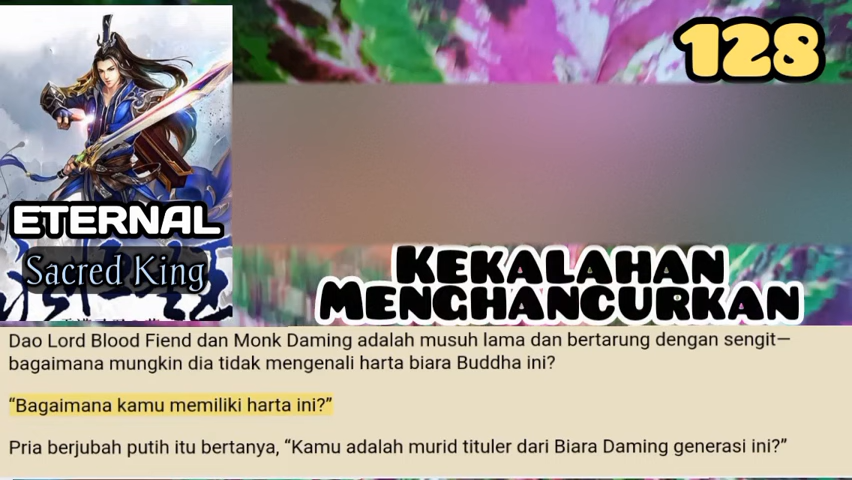 128
ETERNAL
Sacred King
KEKALAHAN
MENGHANCURKAN
Dao Lord Blood Fiend dan Monk Daming adalah musuh lama dan bertarung dengan sengit—
bagaimana mungkin dia tidak mengenali harta biara Buddha ini?
“Bagaimana kamu memiliki harta ini?”
Pria berjubah putih itu bertanya, “Kamu adalah murid tituler dari Biara Daming generasi ini?”